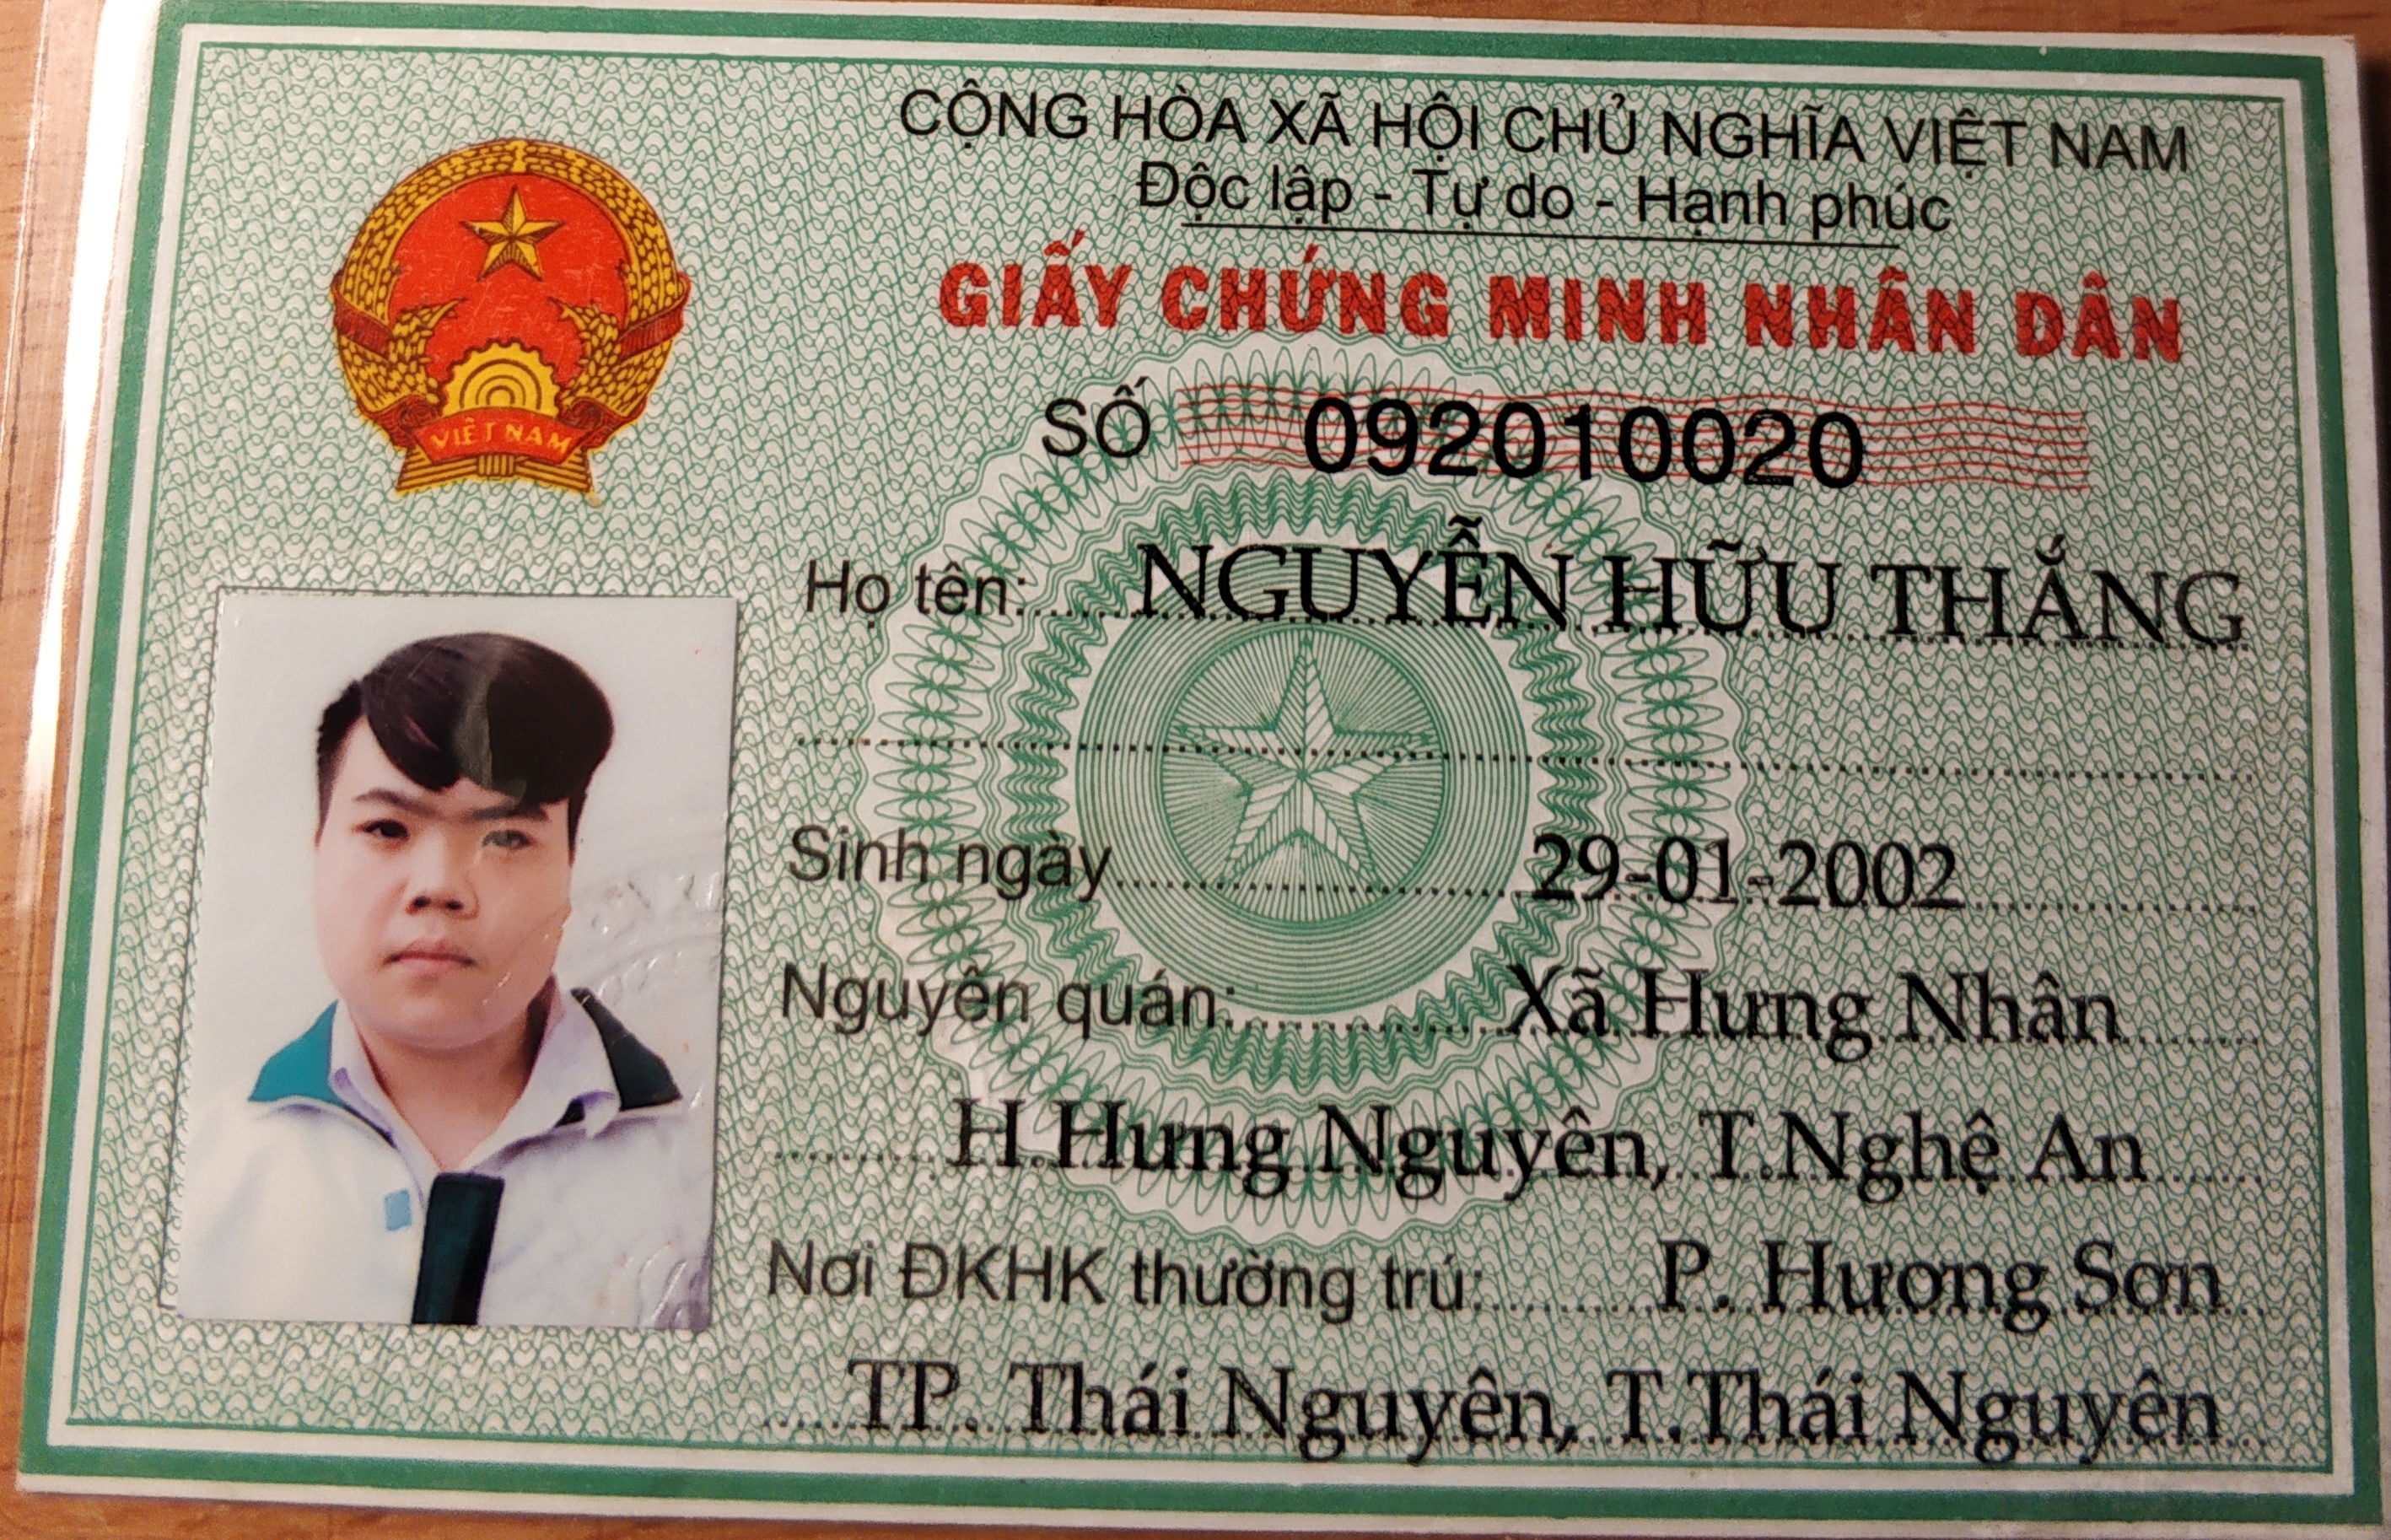 CỘNG HÒA XÃ HỘI CHỦ NGHĨA VIỆT NAM
Độc lập - Tự do - Hạnh phúc
GIẤY CHỨNG MINH NHÂN DÂN
VIỆT NAM
SỐ 092010020
Họ tên: NGUYỄN HỮU THẮNG
Sinh ngày 29-01-2002
Nguyên quán: Xã Hưng Nhân
H.Hưng Nguyên, T.Nghệ An
Nơi ĐKHK thường trú: P. Hương Sơn
TP. Thái Nguyên, T.Thái Nguyên